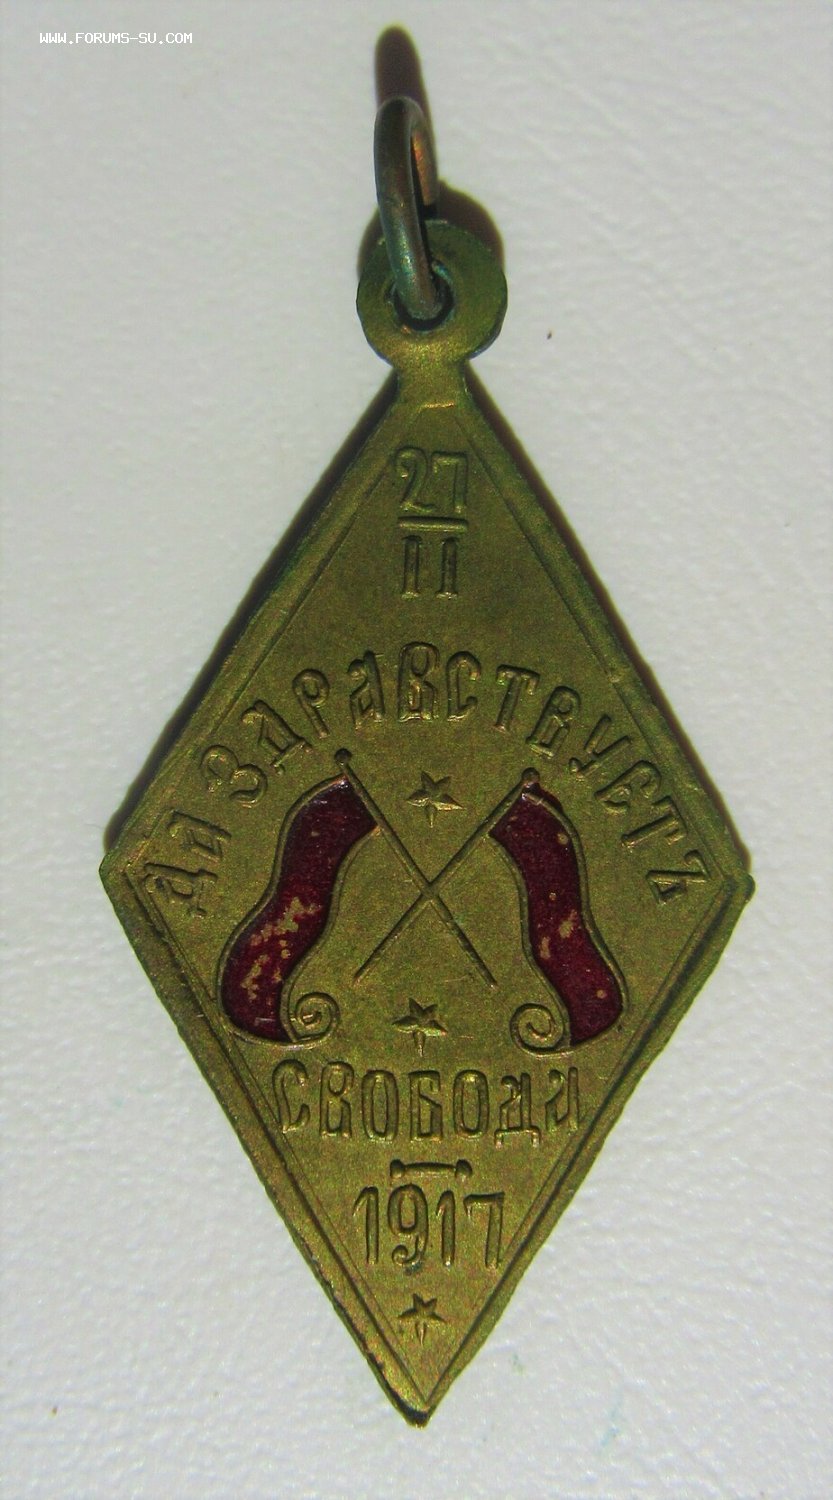 WWW.FORUMS-SU.COM
27
II
ДА ЗДРАВСТВУЕТЪ
СВОБОДА
1917